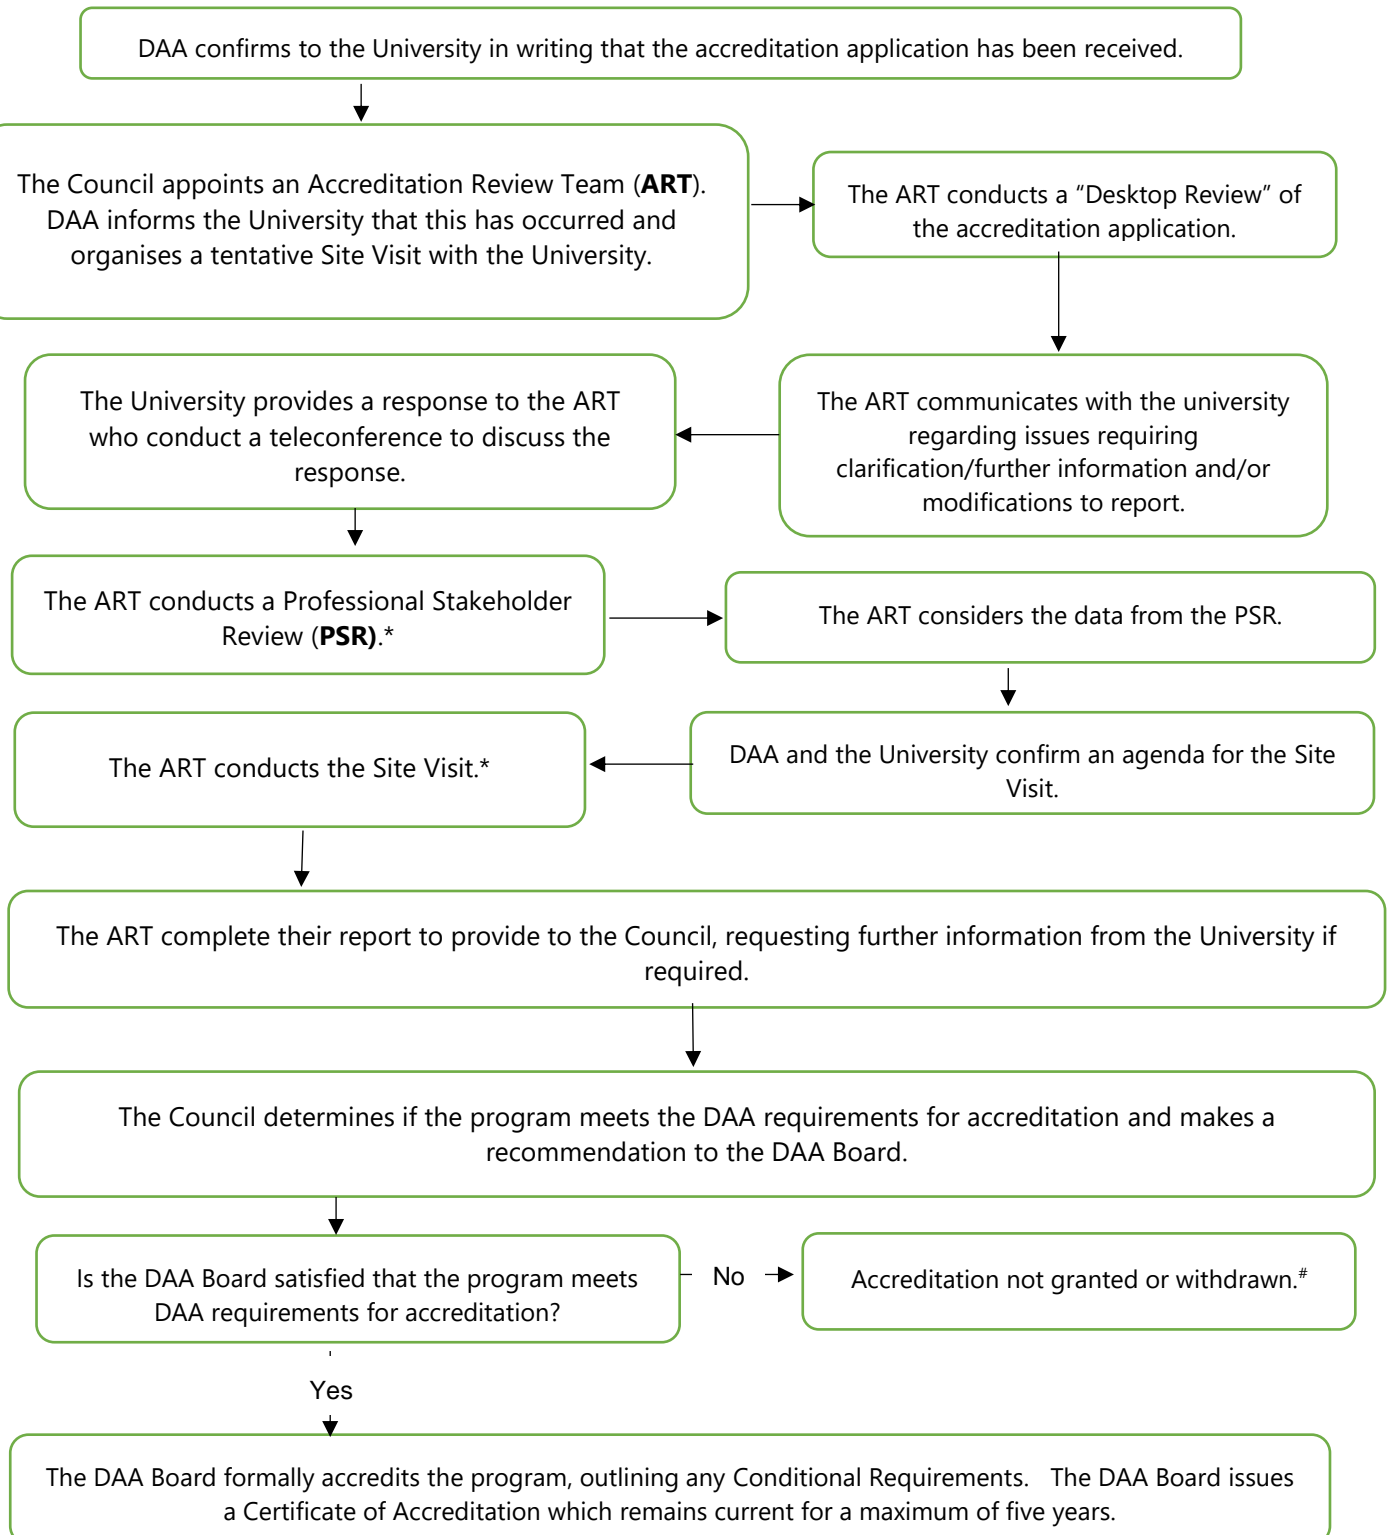 DAA confirms to the University in writing that the accreditation application has been received.
The Council appoints an Accreditation Review Team (ART).
DAA informs the University that this has occurred and
organises a tentative Site Visit with the University.
The ART conducts a “Desktop Review” of
the accreditation application.
The ART communicates with the university
regarding issues requiring
clarification/further information and/or
modifications to report.
The University provides a response to the ART
who conduct a teleconference to discuss the
response.
The ART conducts a Professional Stakeholder
Review (PSR).*
The ART considers the data from the PSR.
DAA and the University confirm an agenda for the Site
Visit.
The ART conducts the Site Visit.*
The ART complete their report to provide to the Council, requesting further information from the University if
required.
The Council determines if the program meets the DAA requirements for accreditation and makes a
recommendation to the DAA Board.
Is the DAA Board satisfied that the program meets
DAA requirements for accreditation?
No
Accreditation not granted or withdrawn.#
Yes
The DAA Board formally accredits the program, outlining any Conditional Requirements. The DAA Board issues
a Certificate of Accreditation which remains current for a maximum of five years.